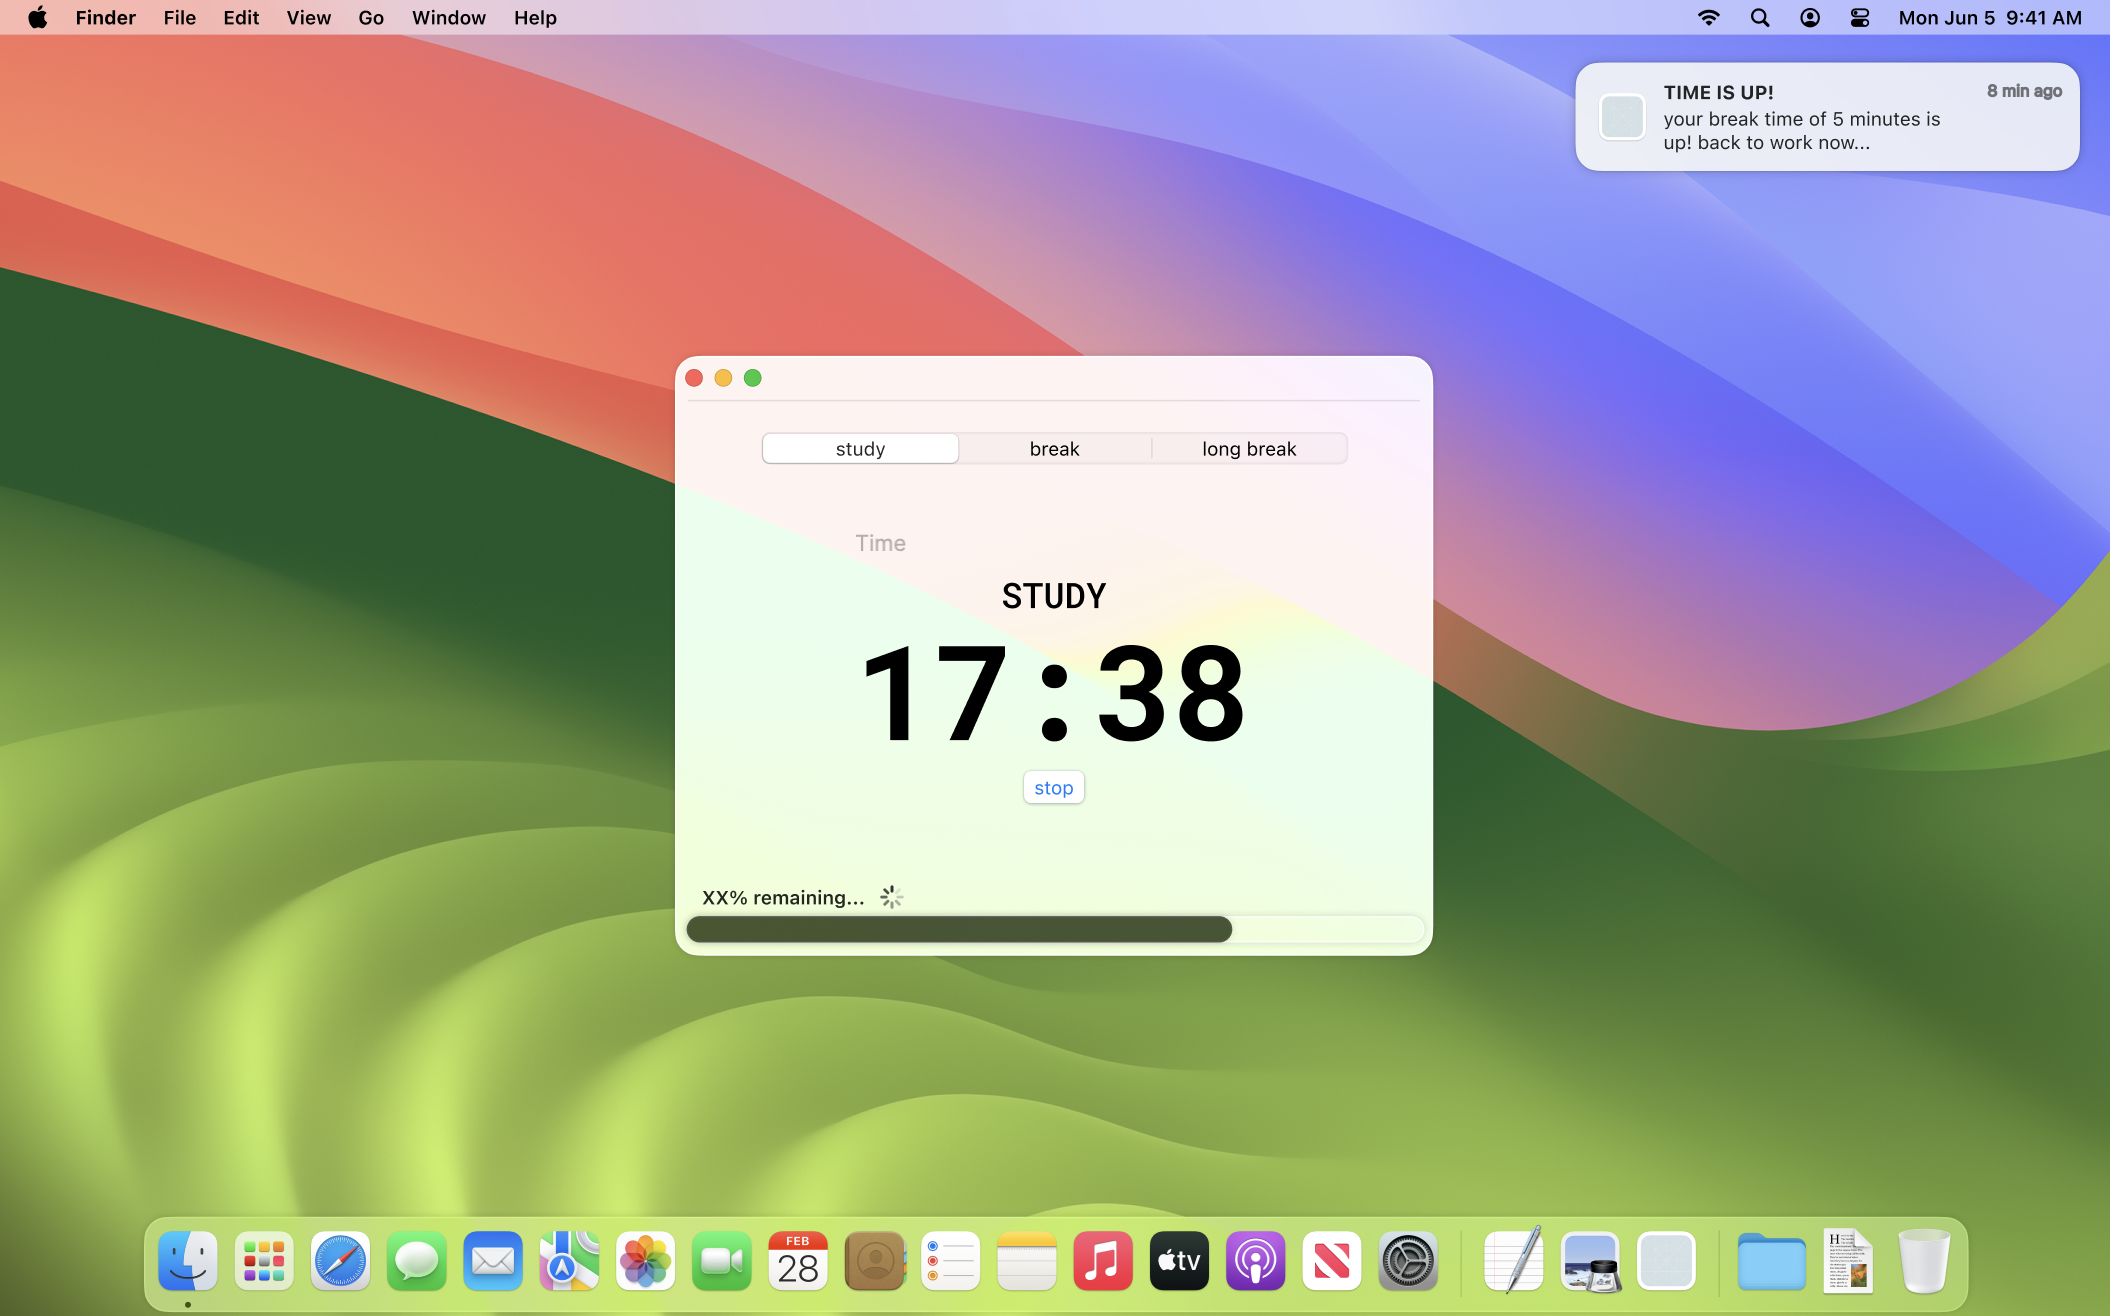 Finder File Edit View Go Window Help
Mon Jun 5 9:41 AM
TIME IS UP!
8 min ago
your break time of 5 minutes is
up! back to work now...
study
break
long break
Time
STUDY
17:38
stop
XX% remaining...
FEB
28
tv